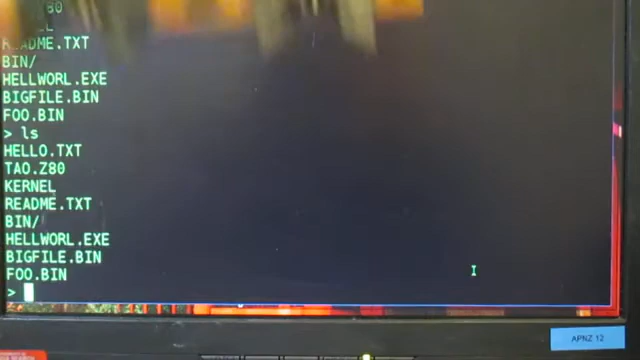 README.TXT
BIN/
HELLWORL.EXE
BIGFILE.BIN
FOO.BIN
> ls
HELLO.TXT
TAO.Z80
KERNEL
README.TXT
BIN/
HELLWORL.EXE
BIGFILE.BIN
FOO.BIN
>
APNZ 12